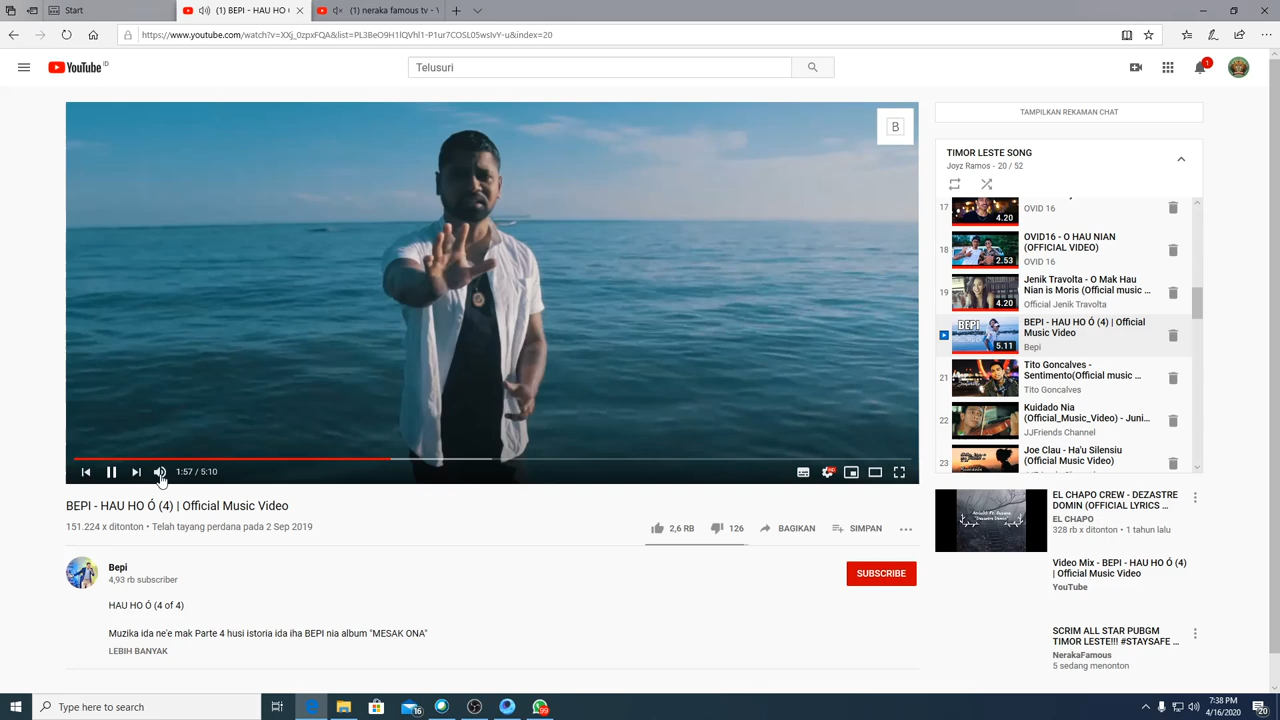 Start
(1) BEPI - HAU HO
neraka famous tv - Y
https://www.youtube.com/watch?v=XXj_0zpxFQA&list=PL3BeO9H1lQVhl1-P1ur7COSL05wsIvY-u&index=20
YouTube ID
Telusuri
1
B
TAMPILKAN REKAMAN CHAT
TIMOR LESTE SONG
Joyz Ramos - 20 / 52
17
4.20
OVID 16
18
2.53
OVID16 - O HAU NIAN
(OFFICIAL VIDEO)
OVID 16
19
4.20
Jenik Travolta - O Mak Hau
Nian is Moris (Official music ...
Official Jenik Travolta
BEPI
5.11
BEPI - HAU HO Ó (4) | Official
Music Video
Bepi
21
Tito Goncalves -
Sentimento(Official music ...
Tito Goncalves
22
Kuidado Nia
(Official_Music_Video) - Juni...
JJFriends Channel
23
Joe Clau - Ha'u Silensiu
(Official Music Video)
1:57 / 5:10
HD
BEPI - HAU HO Ó (4) | Official Music Video
151.224 x ditonton • Telah tayang perdana pada 2 Sep 2019
2,6 RB
126
BAGIKAN
SIMPAN
Bepi
4,93 rb subscriber
SUBSCRIBE
HAU HO Ó (4 of 4)
Muzika ida ne'e mak Parte 4 husi istoria ida iha BEPI nia album "MESAK ONA"
LEBIH BANYAK
EL CHAPO CREW - DEZASTRE
DOMIN (OFFICIAL LYRICS ...
EL CHAPO
328 rb x ditonton • 1 tahun lalu
Video Mix - BEPI - HAU HO Ó (4)
| Official Music Video
YouTube
SCRIM ALL STAR PUBGM
TIMOR LESTE!!! #STAYSAFE ...
NerakaFamous
5 sedang menonton
Type here to search
16
99
7:38 PM
4/16/2020
20